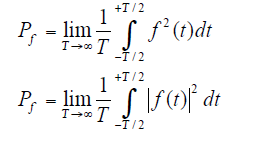 P_f = lim_{T→∞} 1/T ∫_{-T/2}^{+T/2} f²(t)dt
P_f = lim_{T→∞} 1/T ∫_{-T/2}^{+T/2} |f(t)|² dt